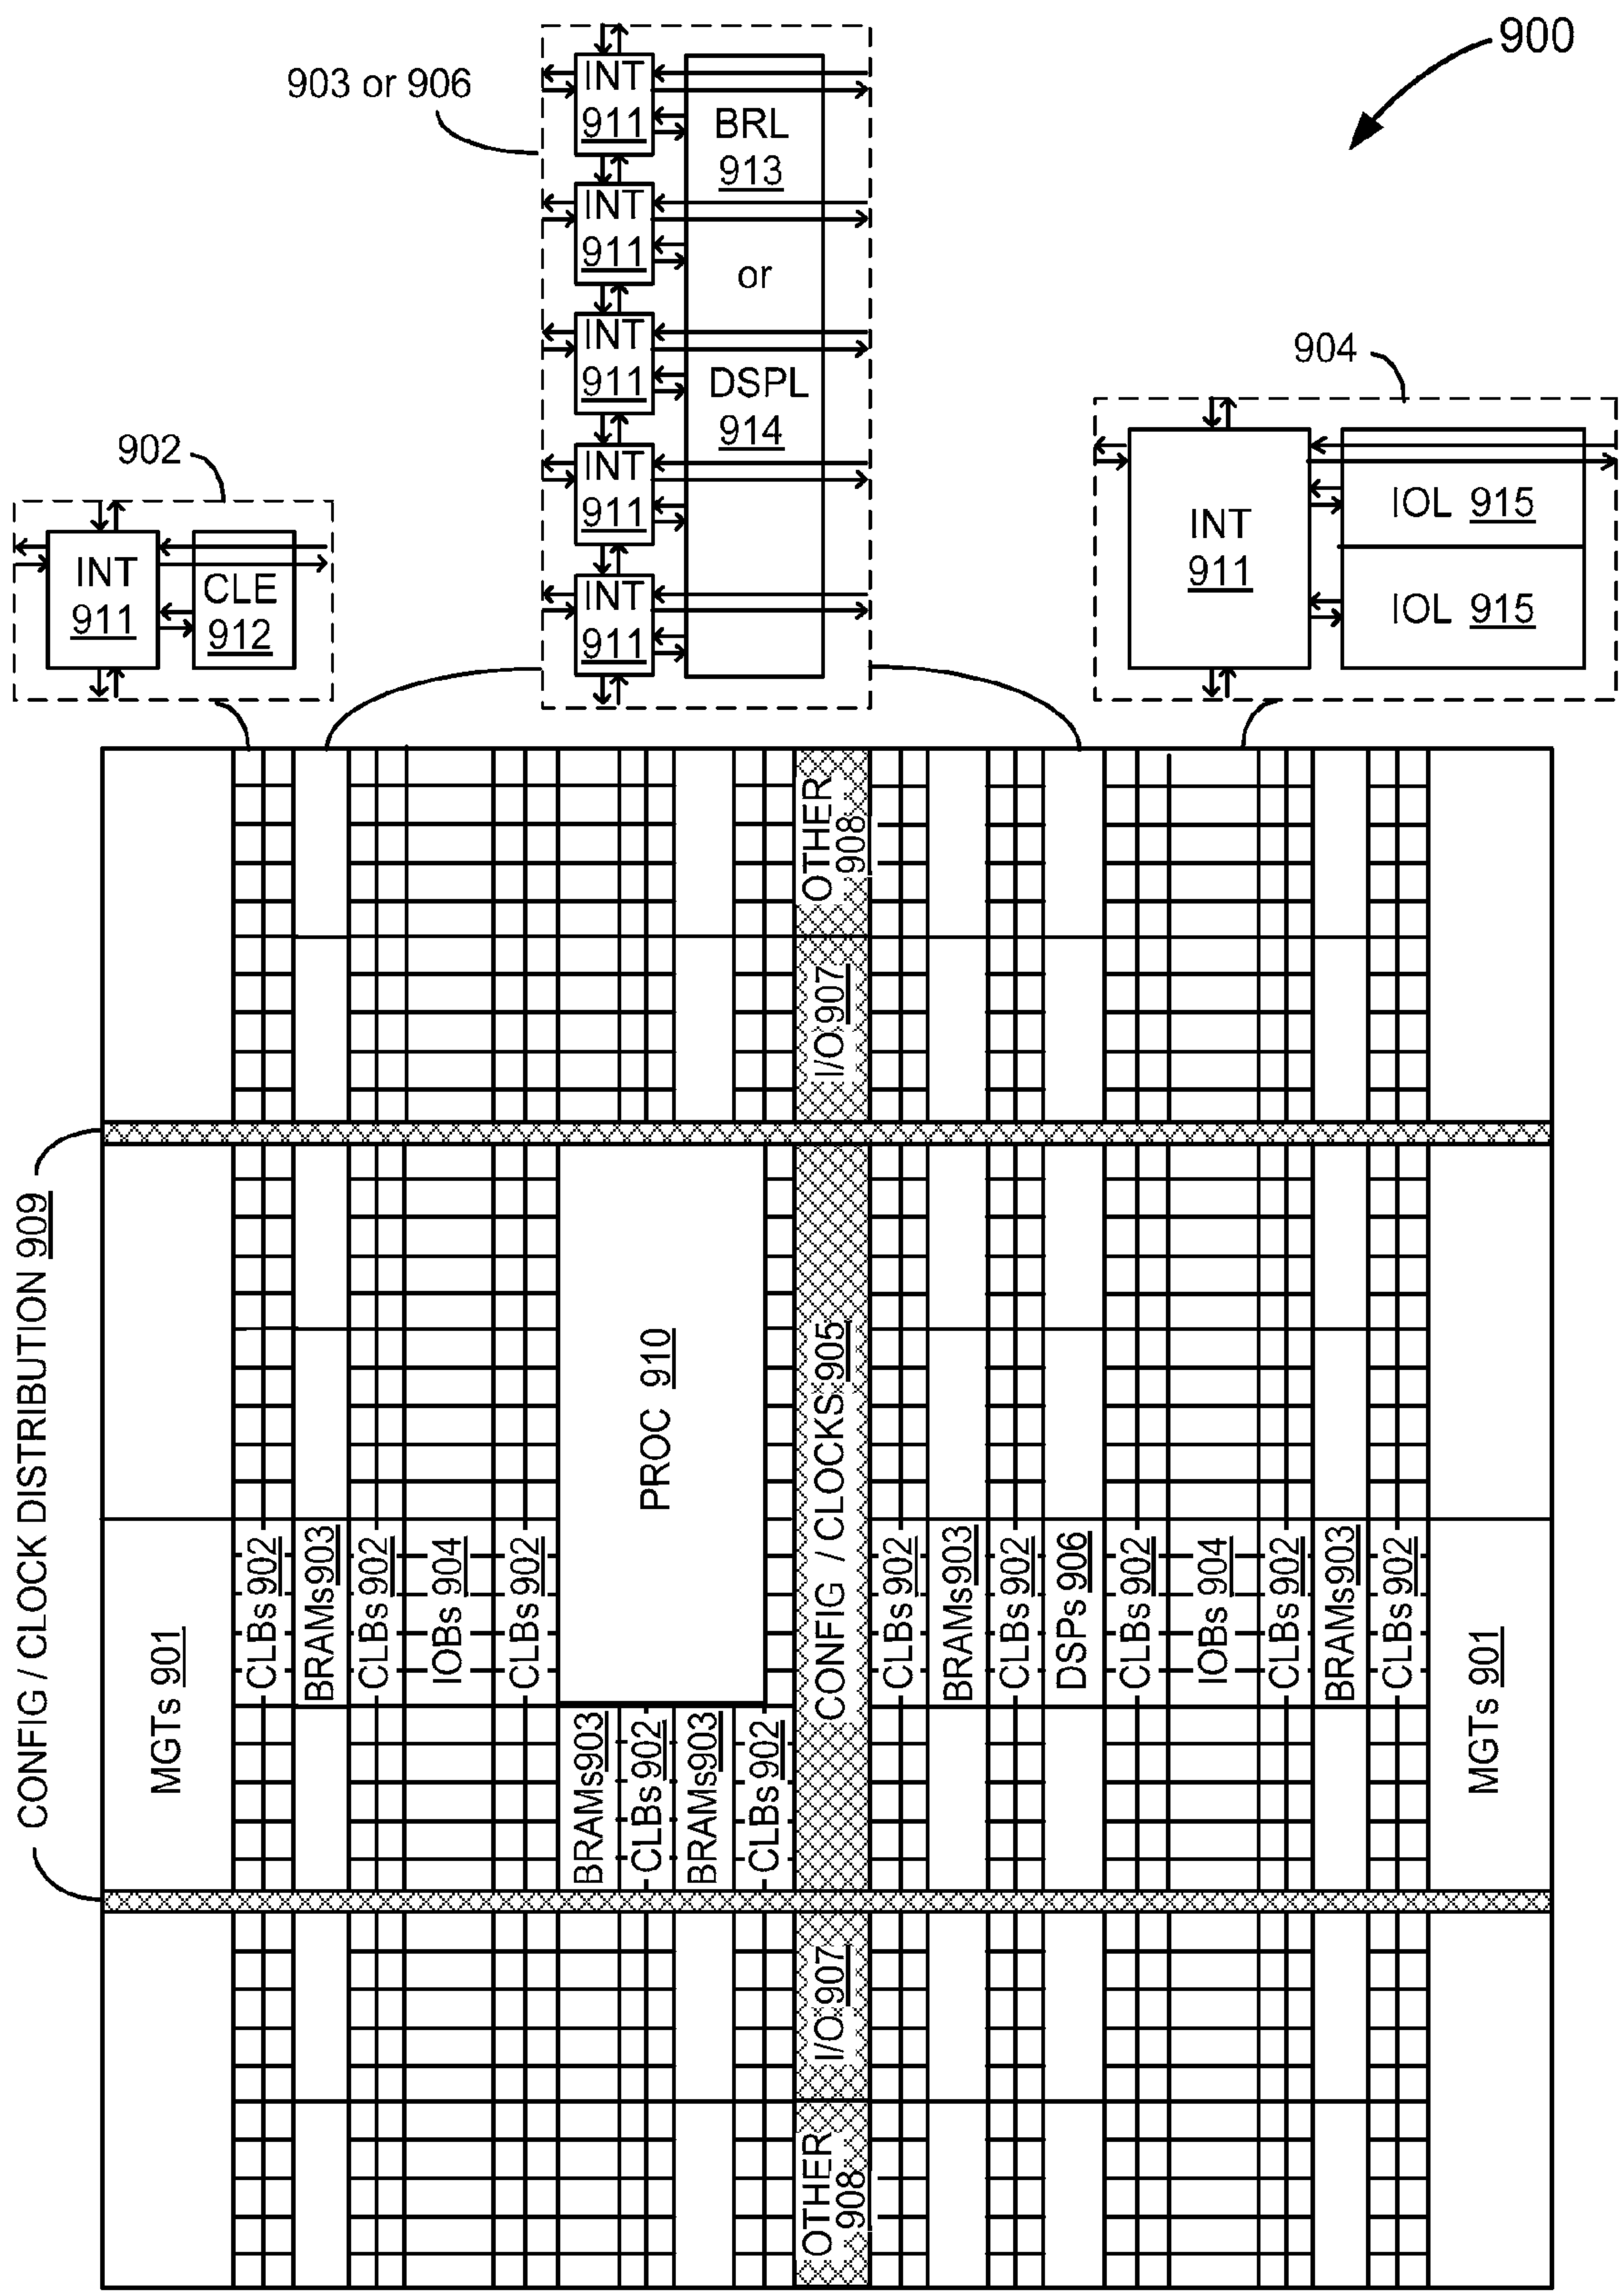 900
903 or 906
INT
911
BRL
913
INT
911
or
INT
911
DSPL
914
INT
911
INT
911
904
INT
911
IOL 915
IOL 915
902
INT
911
CLE
912
OTHER
908
I/O 907
CONFIG / CLOCK DISTRIBUTION 909
PROC 910
CONFIG / CLOCKS 905
MGTs 901
CLBs 902
BRAMs 903
CLBs 902
IOBs 904
CLBs 902
BRAMs 903
CLBs 902
BRAMs 903
CLBs 902
CLBs 902
BRAMs 903
CLBs 902
DSPs 906
CLBs 902
IOBs 904
CLBs 902
BRAMs 903
CLBs 902
MGTs 901
I/O 907
OTHER
908